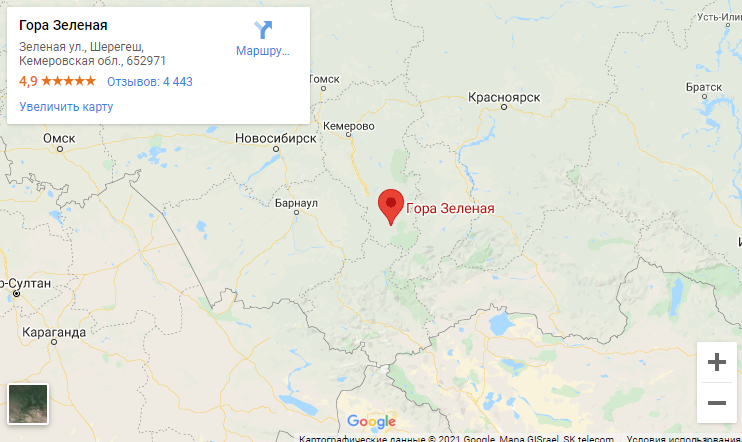 Гора Зеленая
Зеленая ул., Шерегеш,
Кемеровская обл., 652971
4,9
Отзывов: 4 443
Маршру…
Увеличить карту
Усть-Или
Томск
Красноярск
Братск
Омск
Новосибирск
Кемерово
Барнаул
Гора Зеленая
р-Султан
Караганда
Google
Картографические данные © 2021 Google, Mapa GISrael, SK telecom
Условия использования